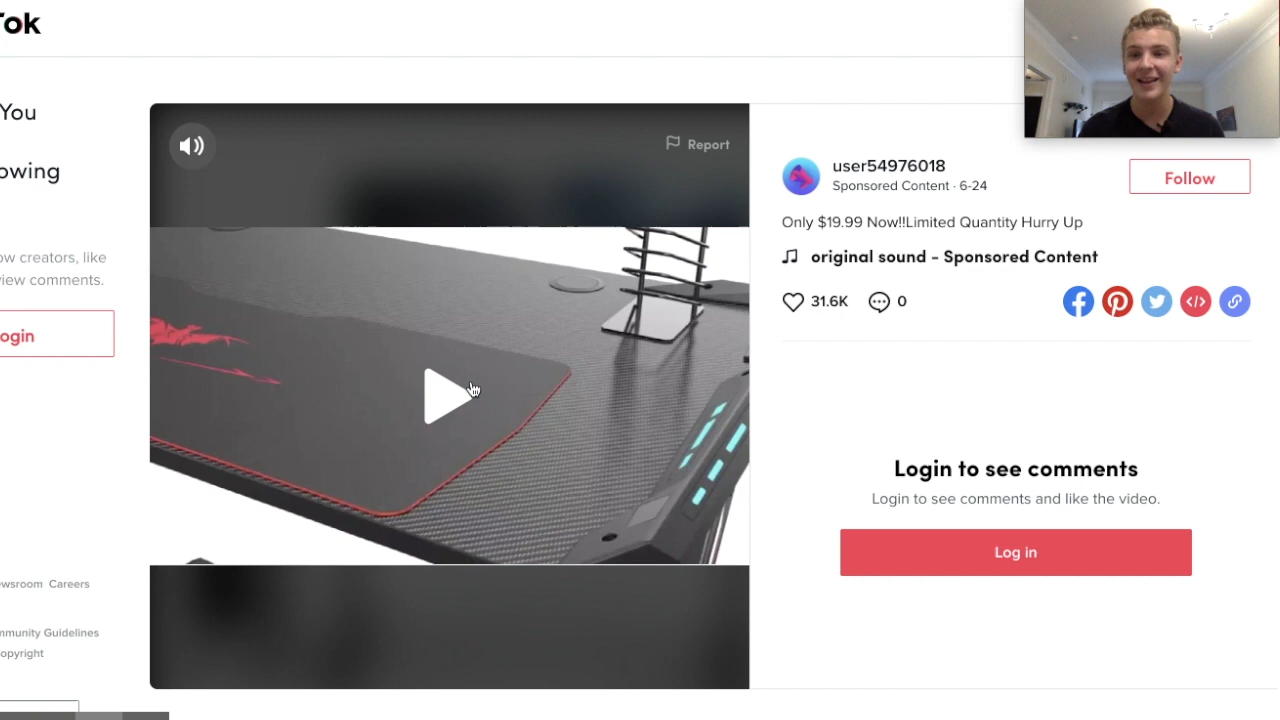 Tok
You
owing
ow creators, like
view comments.
ogin
ewsroom Careers
mmunity Guidelines
opyright
Report
user54976018
Sponsored Content · 6-24
Follow
Only $19.99 Now!!Limited Quantity Hurry Up
original sound - Sponsored Content
31.6K
0
Login to see comments
Login to see comments and like the video.
Log in